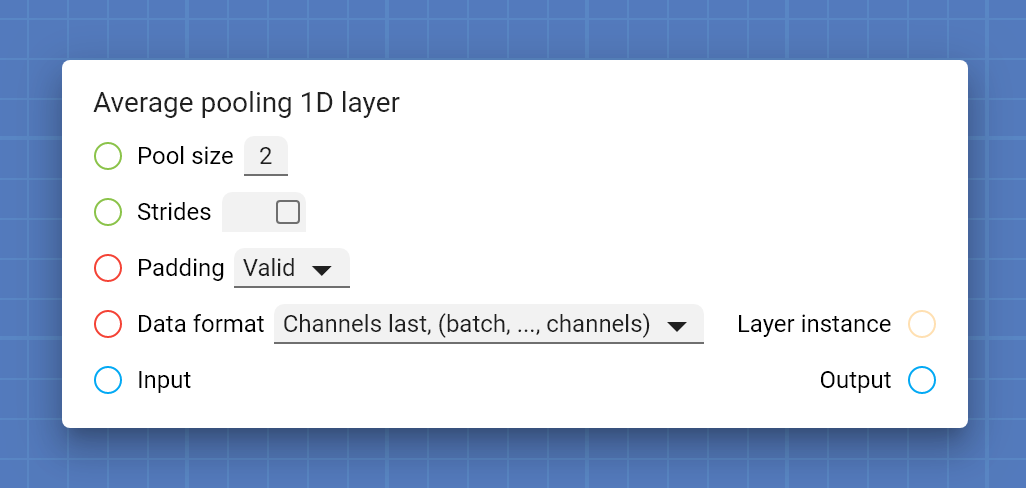 Average pooling 1D layer
Pool size 2
Strides
Padding Valid
Data format Channels last, (batch, ..., channels) Layer instance
Input Output